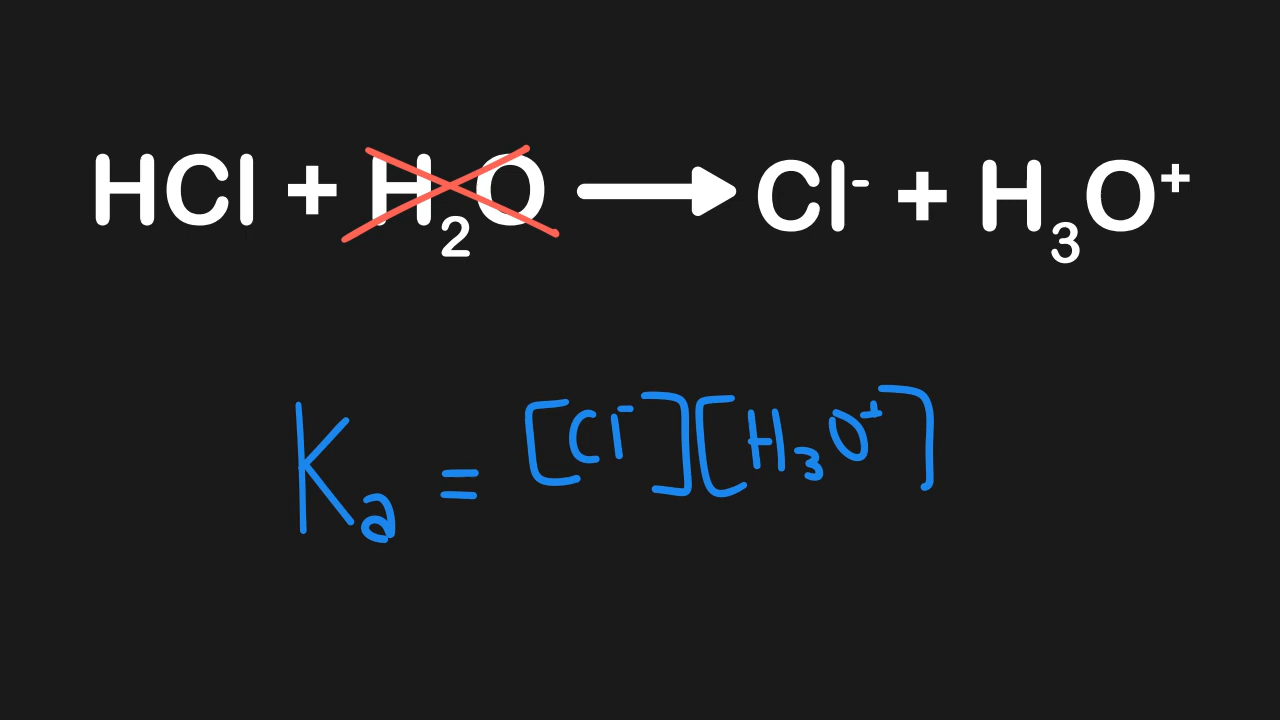 HCl + H₂O → Cl⁻ + H₃O⁺
Kₐ = [Cl⁻][H₃O⁺]